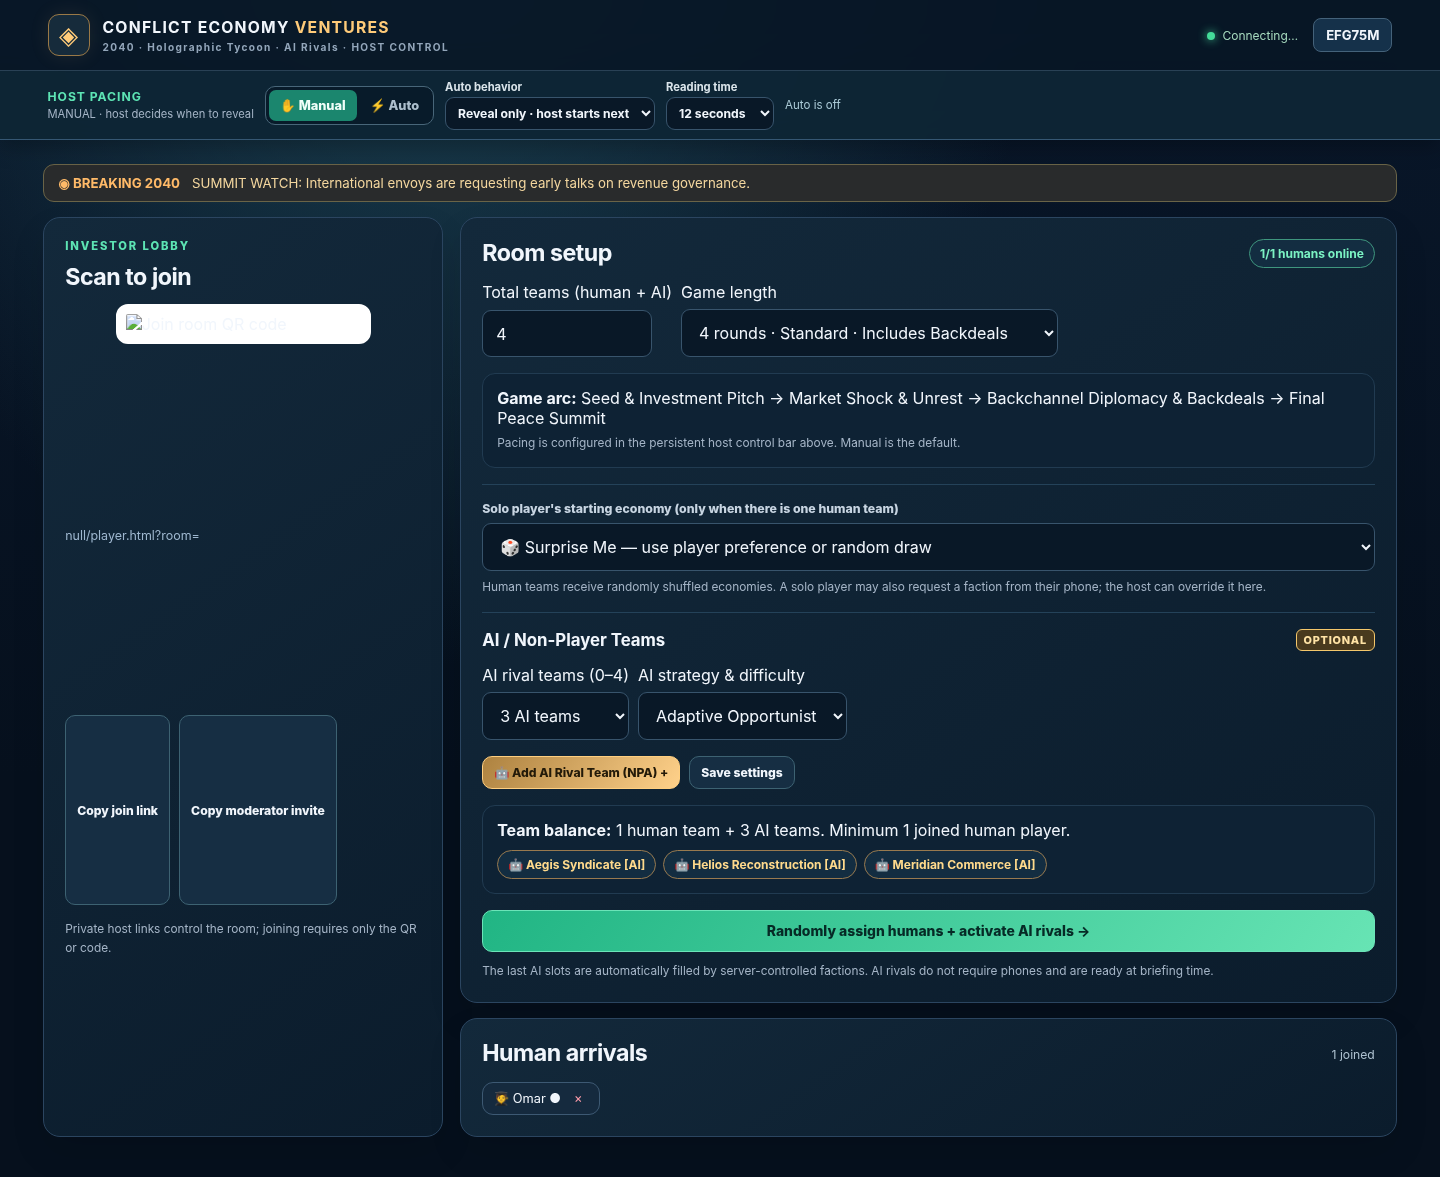 CONFLICT ECONOMY VENTURES
2040 · Holographic Tycoon · AI Rivals · HOST CONTROL
Connecting...
EFG75M
HOST PACING
MANUAL · host decides when to reveal
✋ Manual
⚡ Auto
Auto behavior
Reveal only · host starts next
Reading time
12 seconds
Auto is off
◉ BREAKING 2040 SUMMIT WATCH: International envoys are requesting early talks on revenue governance.
INVESTOR LOBBY
Scan to join
Join room QR code
null/player.html?room=
Copy join link
Copy moderator invite
Private host links control the room; joining requires only the QR
or code.
Room setup
1/1 humans online
Total teams (human + AI)
Game length
4
4 rounds · Standard · Includes Backdeals
Game arc: Seed & Investment Pitch → Market Shock & Unrest → Backchannel Diplomacy & Backdeals → Final
Peace Summit
Pacing is configured in the persistent host control bar above. Manual is the default.
Solo player's starting economy (only when there is one human team)
🎲 Surprise Me — use player preference or random draw
Human teams receive randomly shuffled economies. A solo player may also request a faction from their phone; the host can override it here.
AI / Non-Player Teams
OPTIONAL
AI rival teams (0–4)
AI strategy & difficulty
3 AI teams
Adaptive Opportunist
🤖 Add AI Rival Team (NPA) +
Save settings
Team balance: 1 human team + 3 AI teams. Minimum 1 joined human player.
🤖 Aegis Syndicate [AI]
🤖 Helios Reconstruction [AI]
🤖 Meridian Commerce [AI]
Randomly assign humans + activate AI rivals →
The last AI slots are automatically filled by server-controlled factions. AI rivals do not require phones and are ready at briefing time.
Human arrivals
1 joined
🧑‍🎓 Omar ● ×